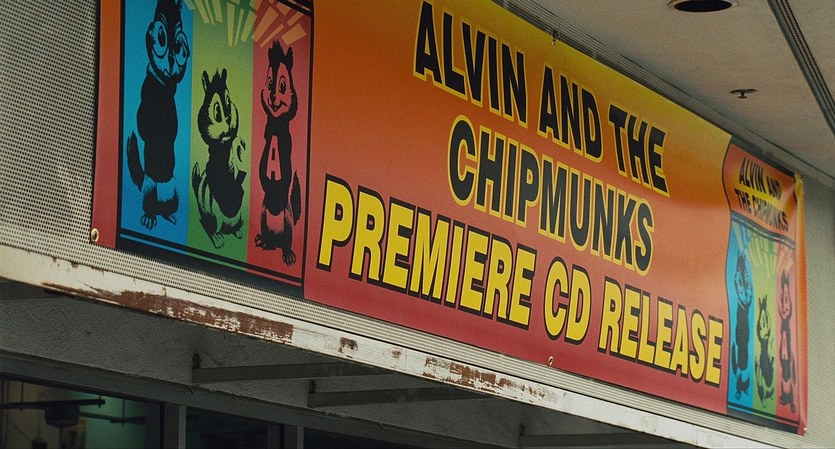 ALVIN AND THE
CHIPMUNKS
PREMIERE CD RELEASE
ALVIN AND
THE CHIPMUNKS